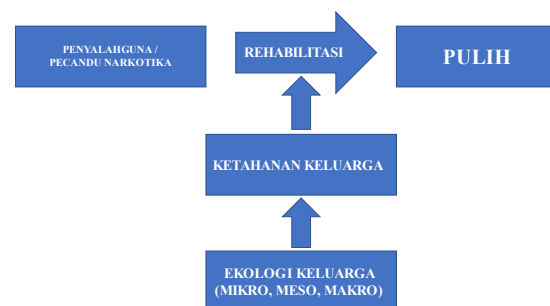 PENYALAHGUNA /
PECANDU NARKOTIKA
REHABILITASI
PULIH
KETAHANAN KELUARGA
EKOLOGI KELUARGA
(MIKRO, MESO, MAKRO)